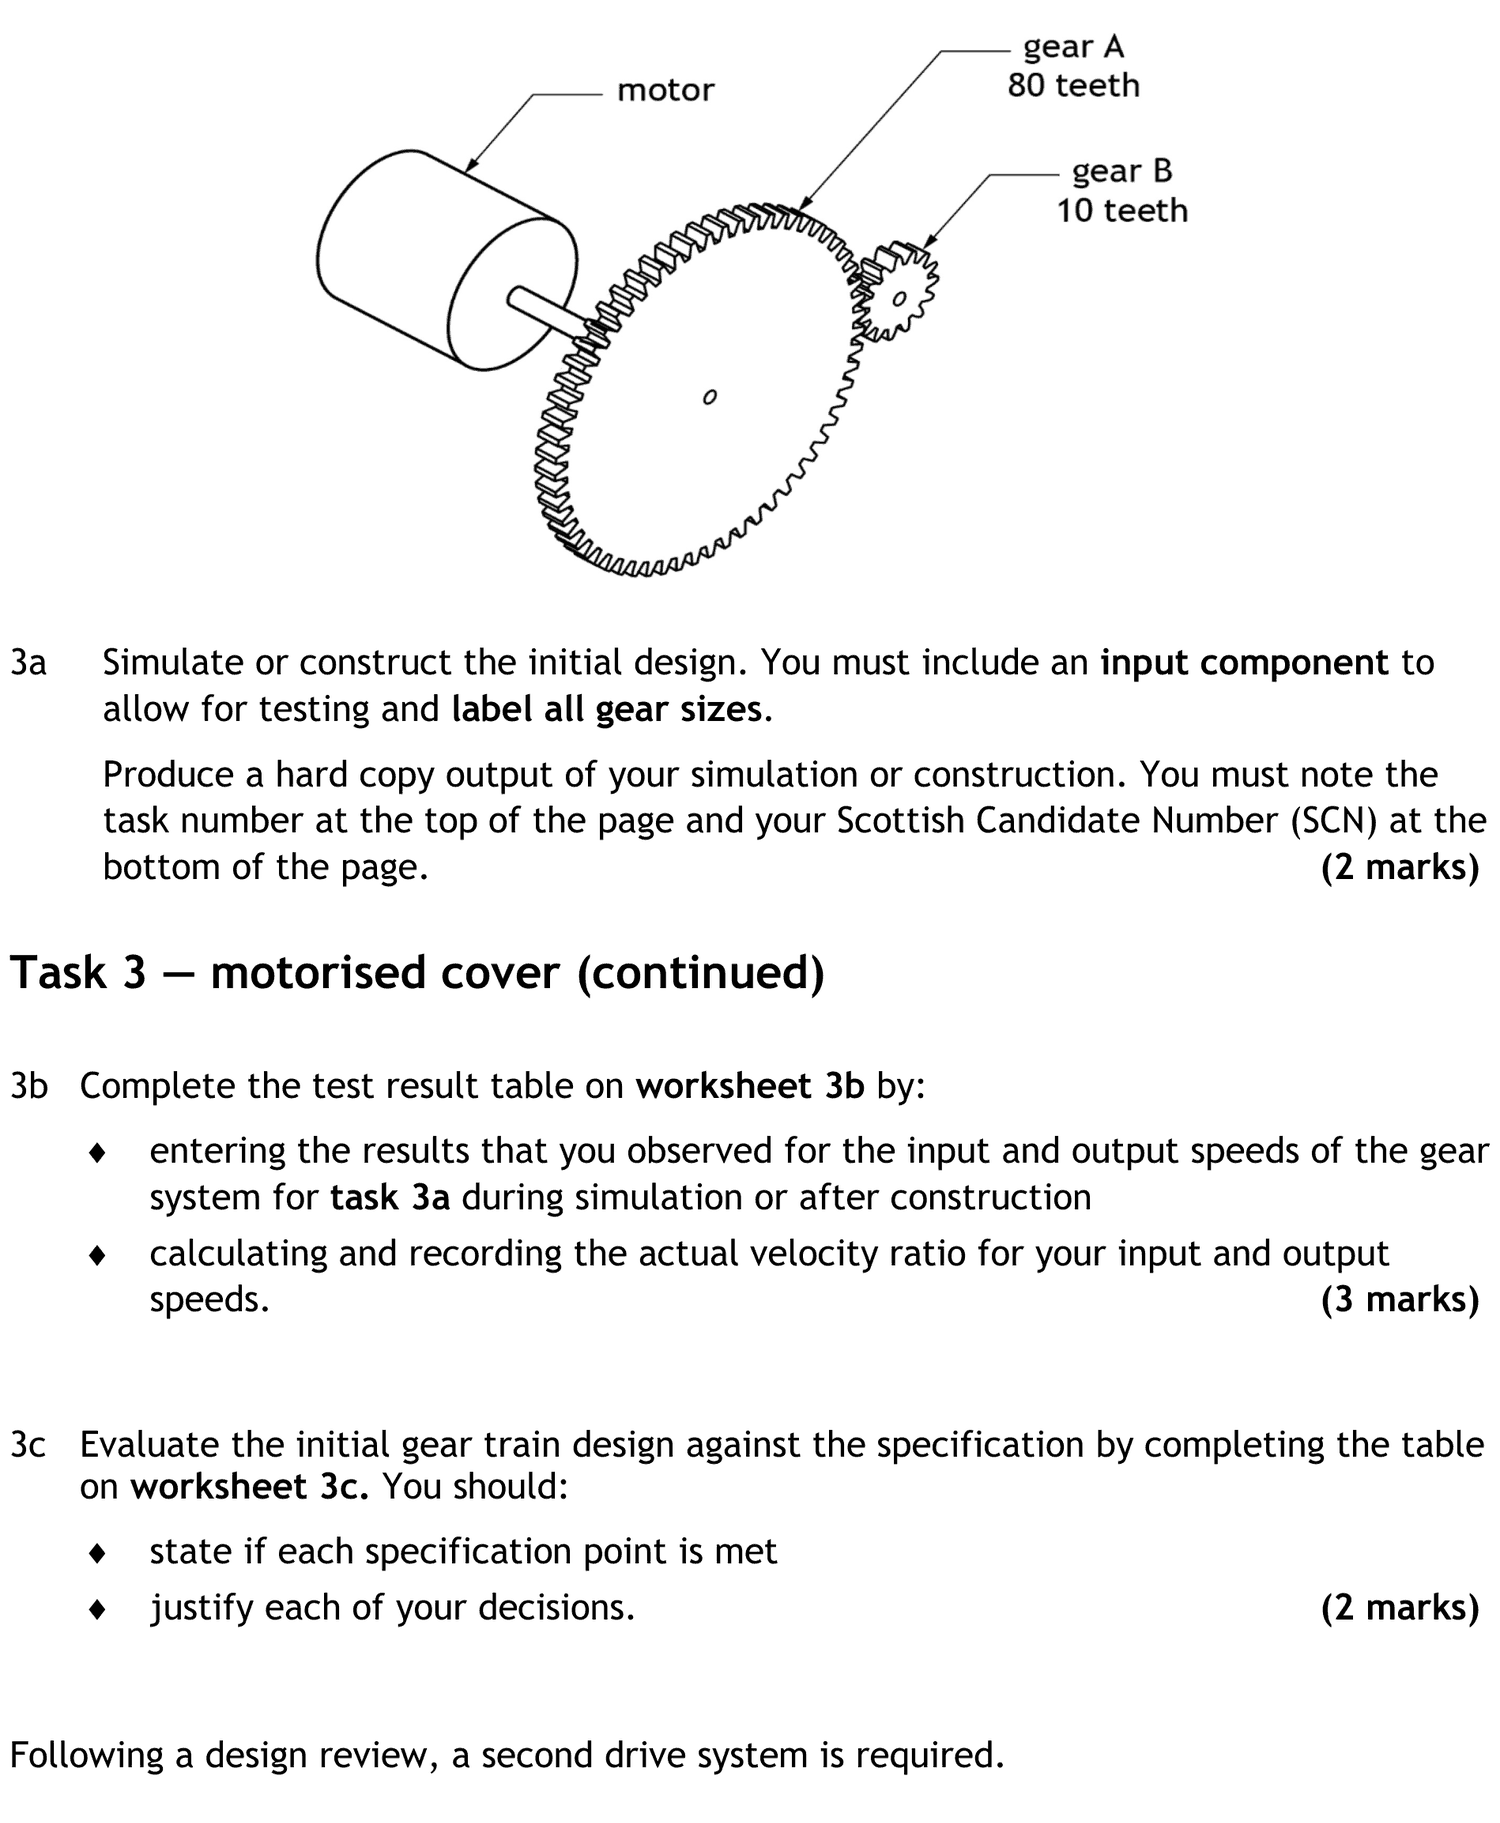 gear A
80 teeth
motor
gear B
10 teeth
3a Simulate or construct the initial design. You must include an input component to
allow for testing and label all gear sizes.
Produce a hard copy output of your simulation or construction. You must note the
task number at the top of the page and your Scottish Candidate Number (SCN) at the
bottom of the page. (2 marks)
Task 3 — motorised cover (continued)
3b Complete the test result table on worksheet 3b by:
♦ entering the results that you observed for the input and output speeds of the gear
system for task 3a during simulation or after construction
♦ calculating and recording the actual velocity ratio for your input and output
speeds. (3 marks)
3c Evaluate the initial gear train design against the specification by completing the table
on worksheet 3c. You should:
♦ state if each specification point is met
♦ justify each of your decisions. (2 marks)
Following a design review, a second drive system is required.